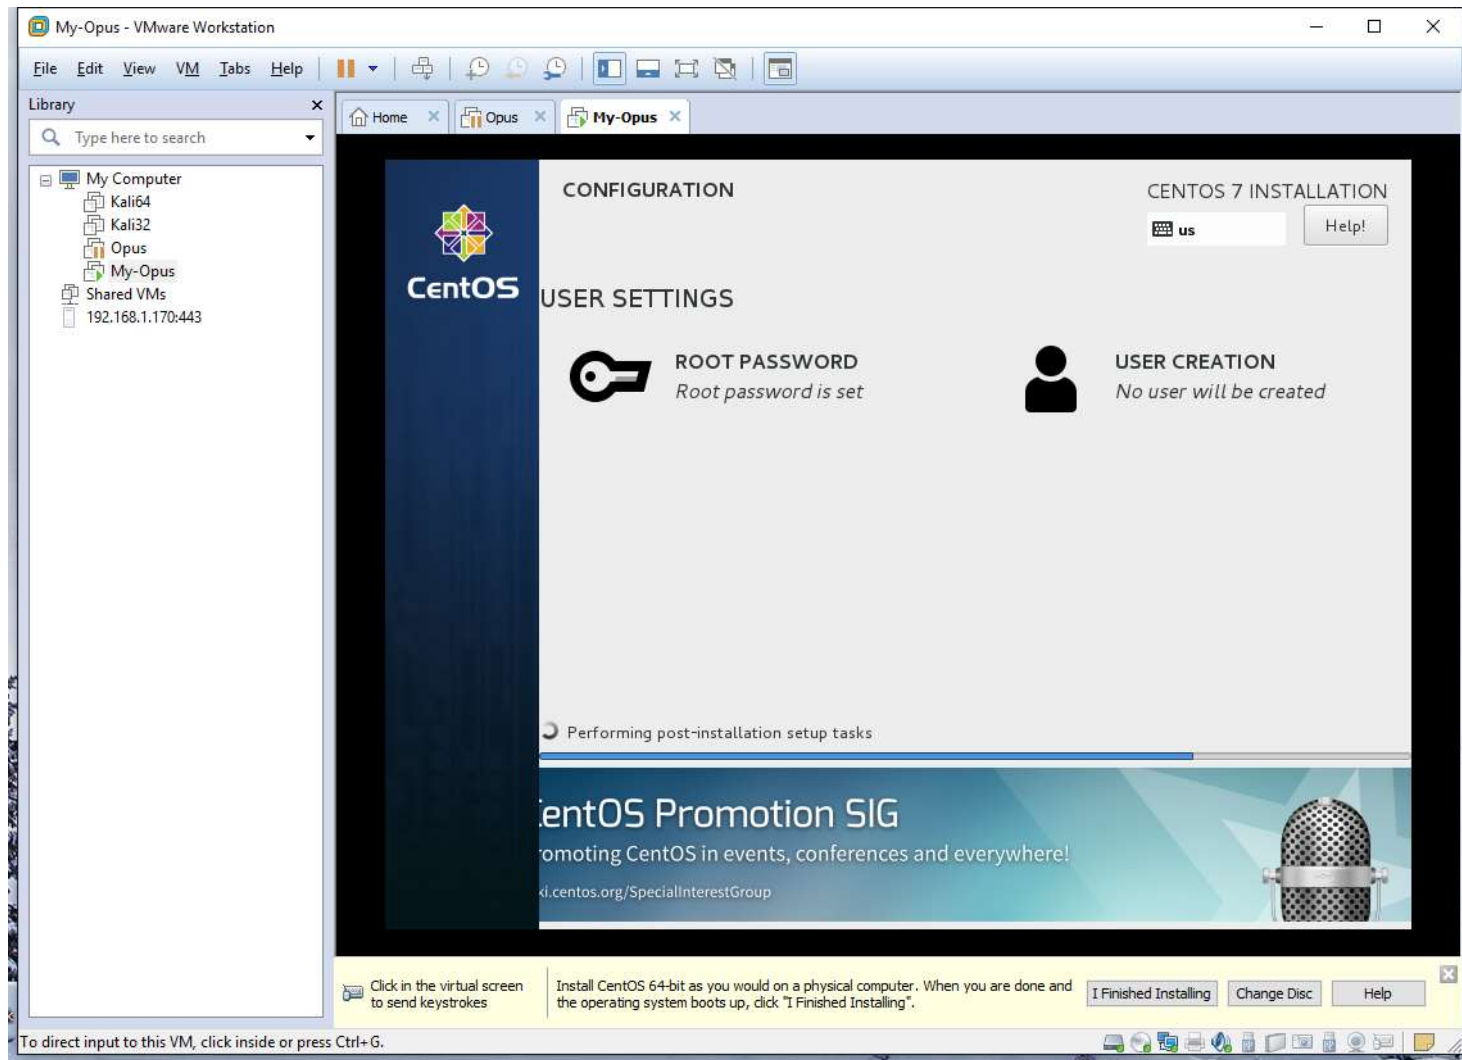 My-Opus - VMware Workstation
File Edit View VM Tabs Help
Library
Home Opus My-Opus
Type here to search
My Computer
Kali64
Kali32
Opus
My-Opus
Shared VMs
192.168.1.170:443
CentOS
CONFIGURATION
CENTOS 7 INSTALLATION
us
Help!
USER SETTINGS
ROOT PASSWORD
Root password is set
USER CREATION
No user will be created
Performing post-installation setup tasks
entOS Promotion SIG
omoting CentOS in events, conferences and everywhere!
ki.centos.org/SpecialInterestGroup
Click in the virtual screen
to send keystrokes
Install CentOS 64-bit as you would on a physical computer. When you are done and
the operating system boots up, click "I Finished Installing".
I Finished Installing
Change Disc
Help
To direct input to this VM, click inside or press Ctrl+G.